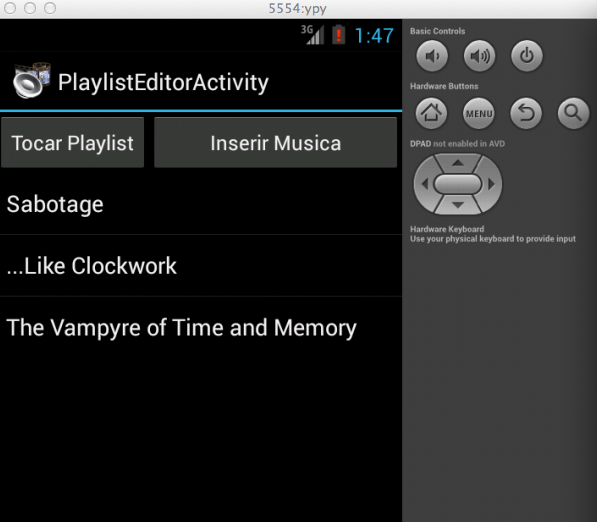 5554:ypy
3G 1:47
PlaylistEditorActivity
Tocar Playlist Inserir Musica
Sabotage
...Like Clockwork
The Vampyre of Time and Memory
Basic Controls
Hardware Buttons
MENU
DPAD not enabled in AVD
Hardware Keyboard
Use your physical keyboard to provide input